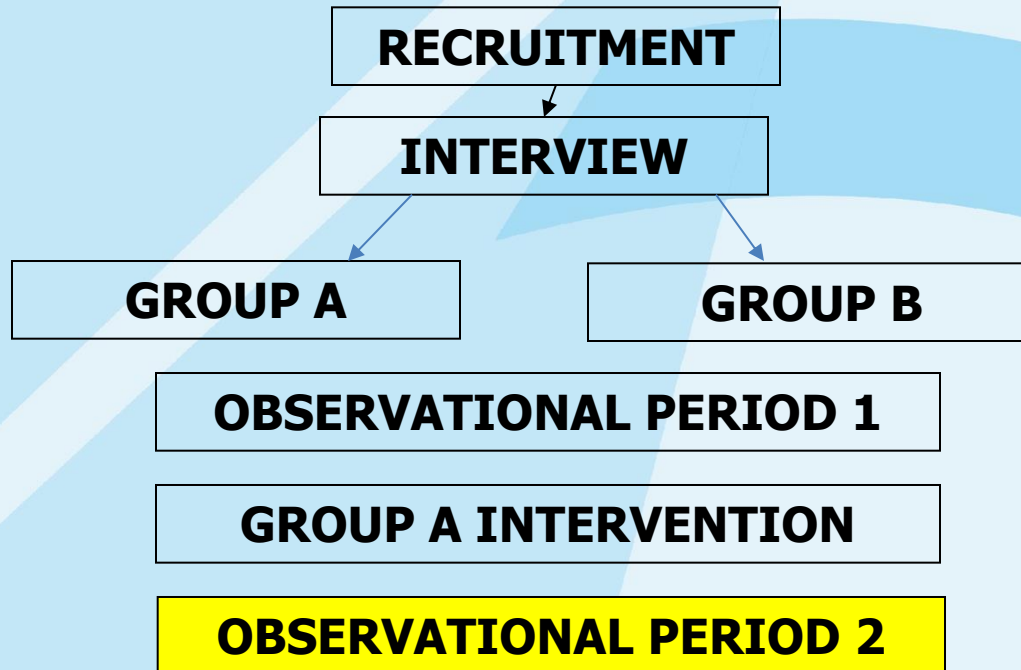 RECRUITMENT
INTERVIEW
GROUP A
GROUP B
OBSERVATIONAL PERIOD 1
GROUP A INTERVENTION
OBSERVATIONAL PERIOD 2